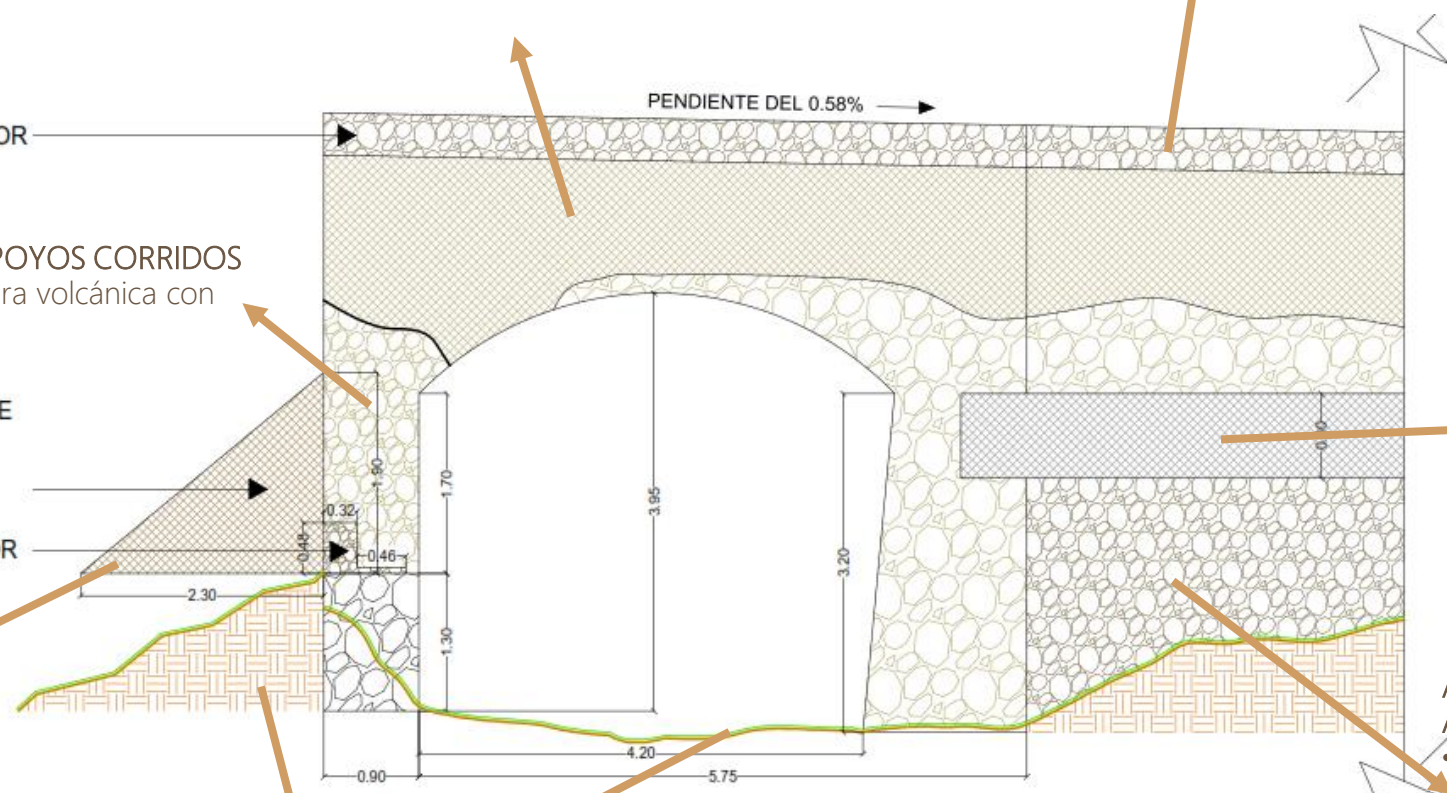 PENDIENTE DEL 0.58%
OR
POYOS CORRIDOS
ra volcánica con
E
R
1.90
1.70
3.95
0.32
0.48
0.46
3.20
2.30
1.30
4.20
0.90
5.75